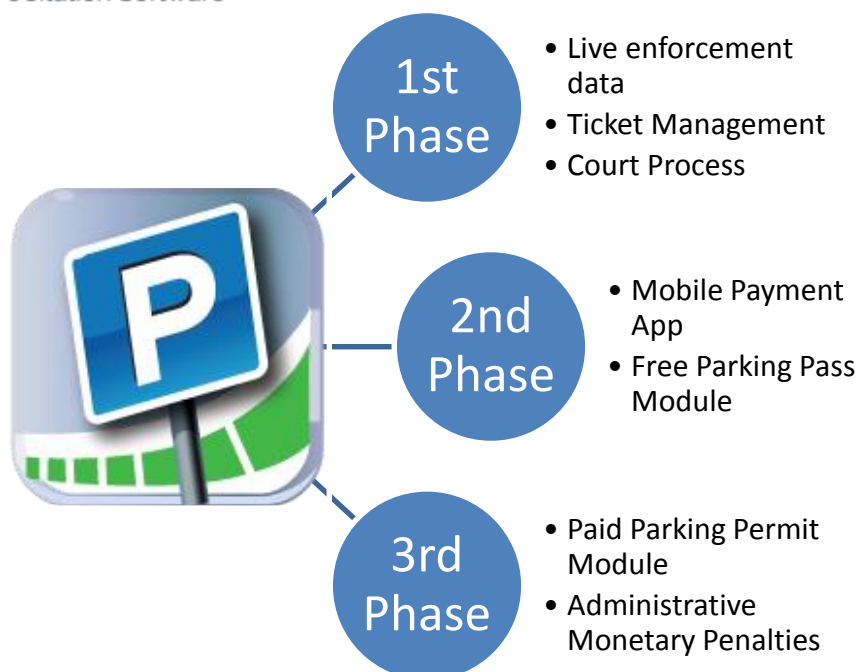 1st
Phase
• Live enforcement
data
• Ticket Management
• Court Process
P
2nd
Phase
• Mobile Payment
App
• Free Parking Pass
Module
3rd
Phase
• Paid Parking Permit
Module
• Administrative
Monetary Penalties